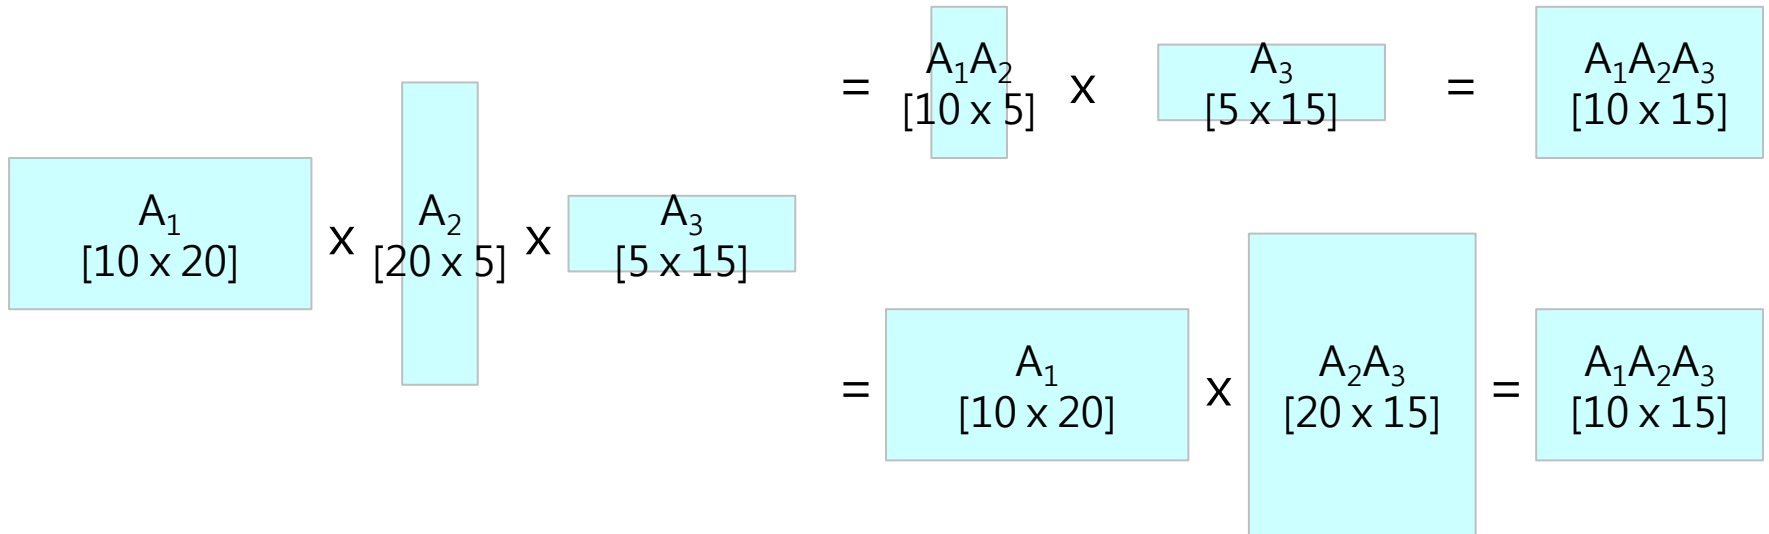 A₁
[10 x 20]
x
A₂
[20 x 5]
x
A₃
[5 x 15]
=
A₁A₂
[10 x 5]
x
A₃
[5 x 15]
=
A₁A₂A₃
[10 x 15]
=
A₁
[10 x 20]
x
A₂A₃
[20 x 15]
=
A₁A₂A₃
[10 x 15]